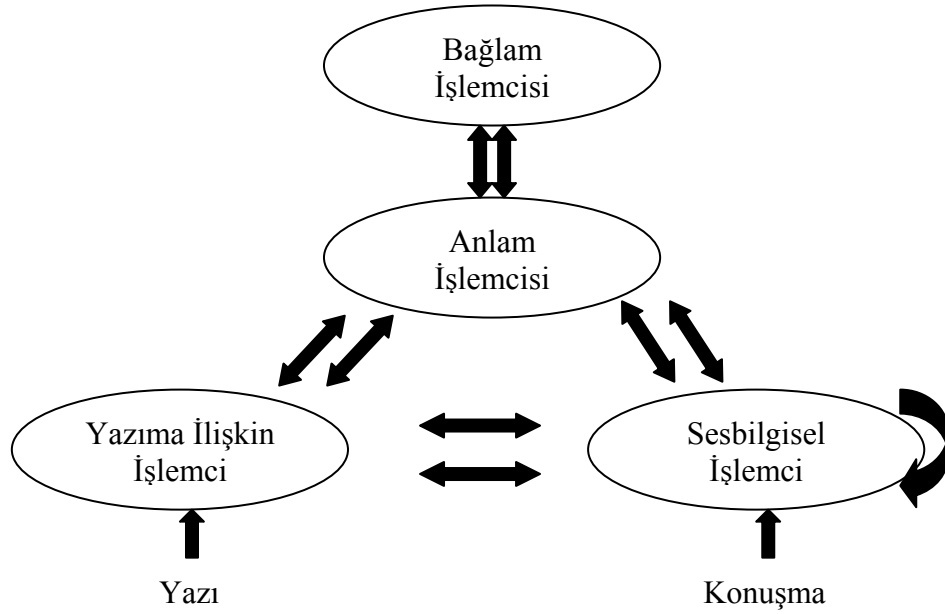 Bağlam
İşlemcisi
Anlam
İşlemcisi
Yazıma İlişkin
İşlemci
Sesbilgisel
İşlemci
Yazı
Konuşma